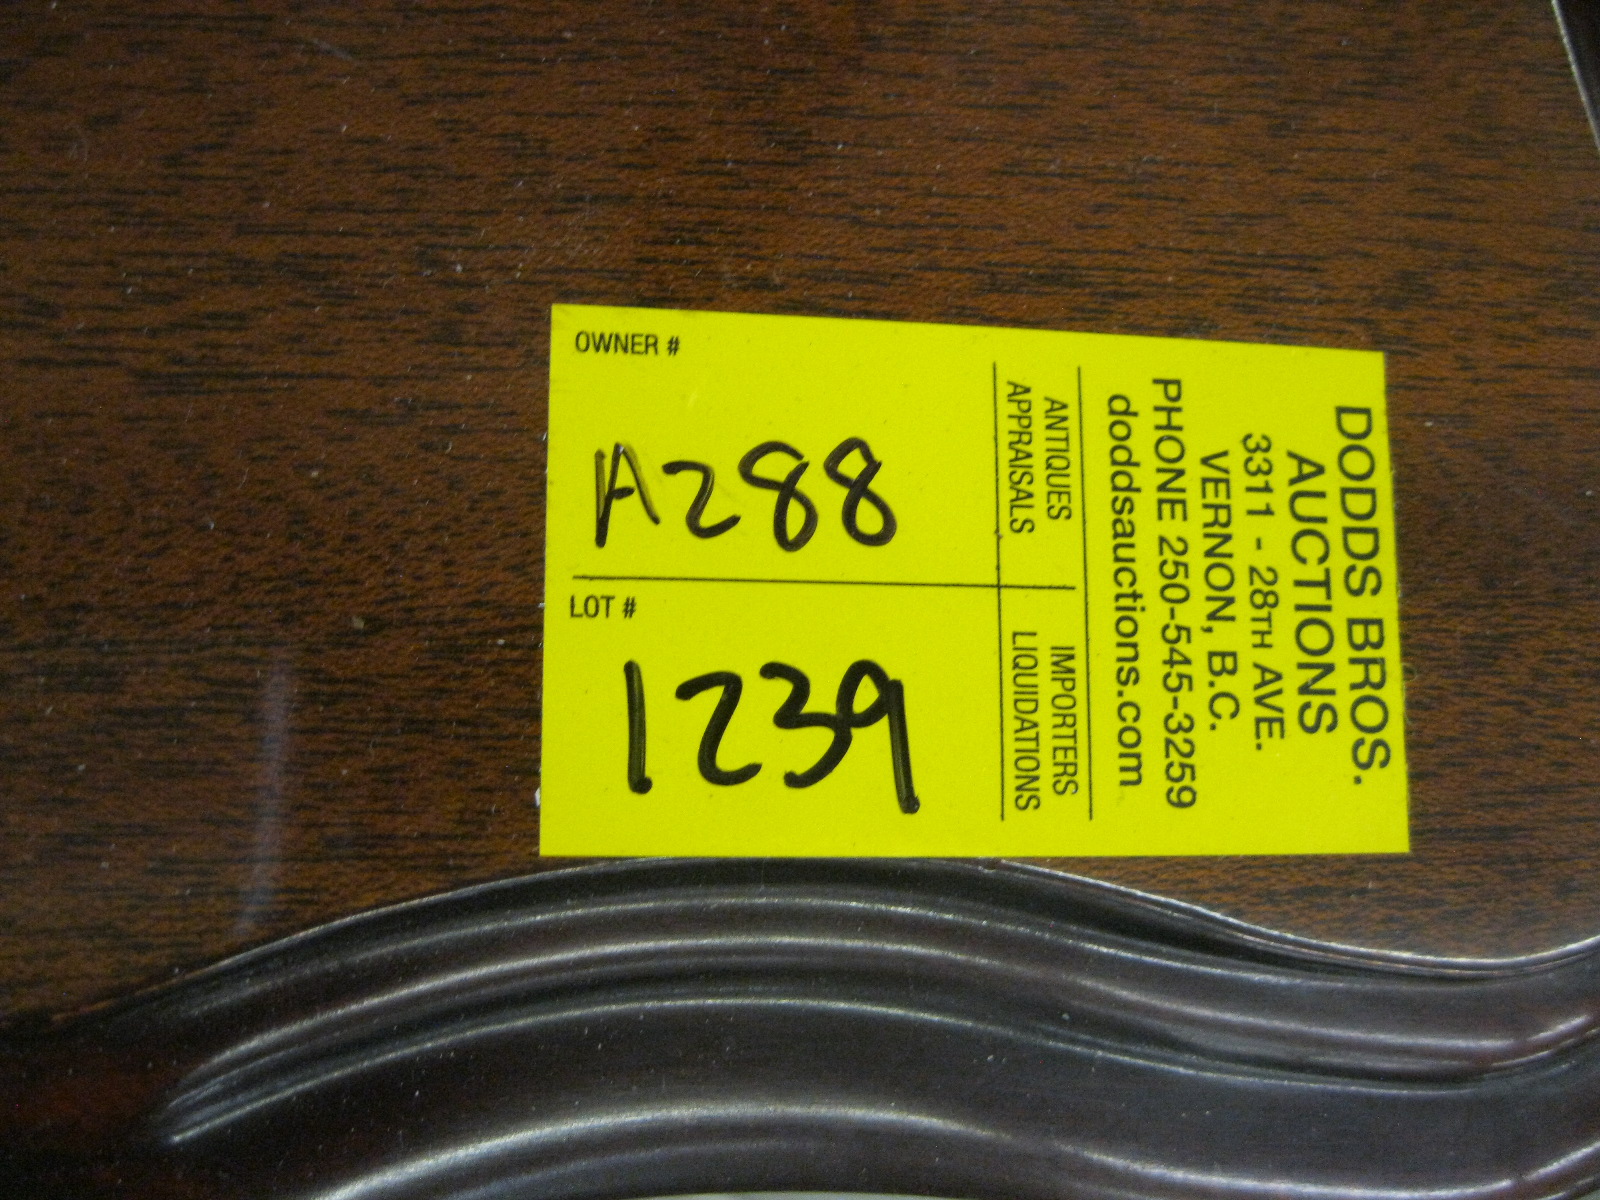 DODDS BROS.
AUCTIONS
3311 - 28TH AVE.
VERNON, B.C.
PHONE 250-545-3259
doddsauctions.com
ANTIQUES
APPRAISALS
IMPORTERS
LIQUIDATIONS
OWNER #
A288
LOT #
1239